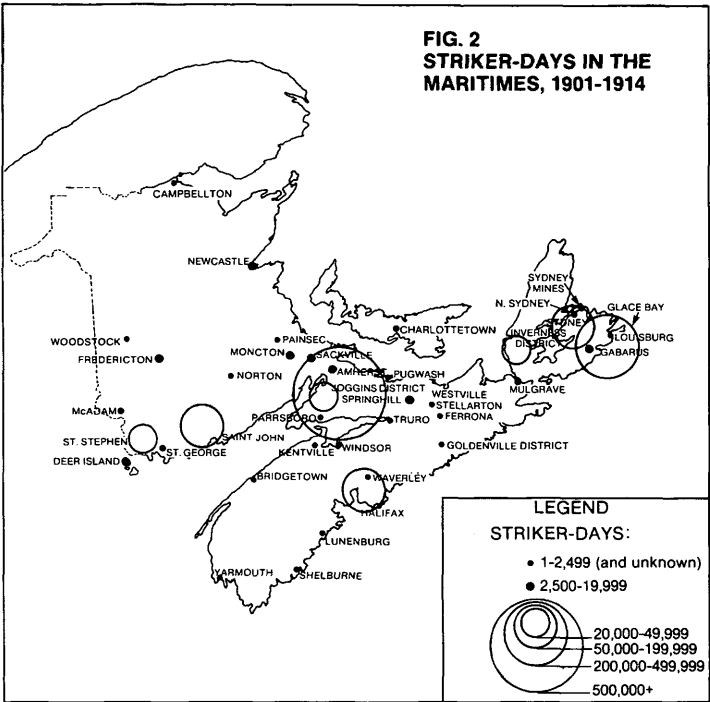 FIG. 2
STRIKER-DAYS IN THE
MARITIMES, 1901-1914
CAMPBELLTON
NEWCASTLE
SYDNEY
MINES
N. SYDNEY
GLACE BAY
SYDNEY
LOUISBURG
INVERNESS
DISTRICT
GABARUS
CHARLOTTETOWN
WOODSTOCK
PAINSEC
FREDERICTON
MONCTON
SACKVILLE
NORTON
AMHERST
PUGWASH
MULGRAVE
JOGGINS DISTRICT
WESTVILLE
SPRINGHILL
STELLARTON
McADAM
PARRSBORO
TRURO
FERRONA
ST. STEPHEN
SAINT JOHN
ST. GEORGE
KENTVILLE
WINDSOR
GOLDENVILLE DISTRICT
DEER ISLAND
BRIDGETOWN
WAVERLEY
HALIFAX
LUNENBURG
YARMOUTH
SHELBURNE
LEGEND
STRIKER-DAYS:
1-2,499 (and unknown)
2,500-19,999
20,000-49,999
50,000-199,999
200,000-499,999
500,000+